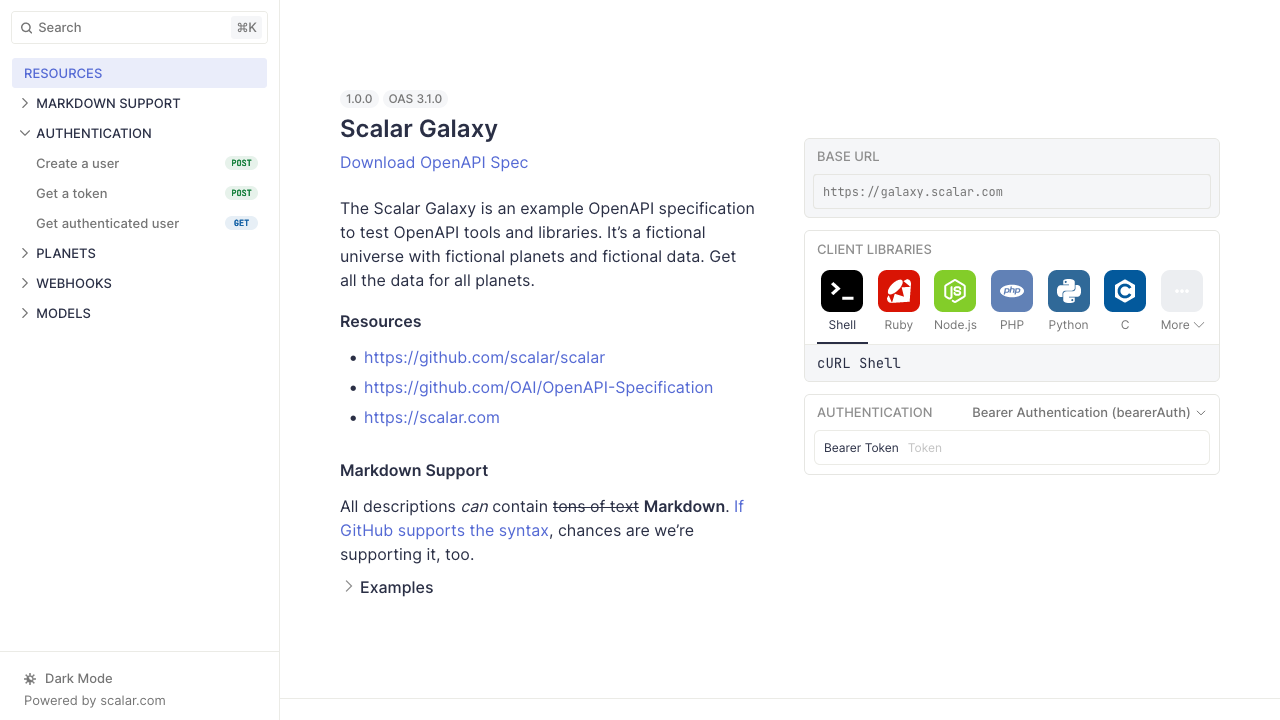 Search ⌘K
RESOURCES
MARKDOWN SUPPORT
AUTHENTICATION
Create a user POST
Get a token POST
Get authenticated user GET
PLANETS
WEBHOOKS
MODELS
Dark Mode
Powered by scalar.com
1.0.0 OAS 3.1.0
Scalar Galaxy
Download OpenAPI Spec
The Scalar Galaxy is an example OpenAPI specification
to test OpenAPI tools and libraries. It’s a fictional
universe with fictional planets and fictional data. Get
all the data for all planets.
Resources
• https://github.com/scalar/scalar
• https://github.com/OAI/OpenAPI-Specification
• https://scalar.com
Markdown Support
All descriptions can contain tons of text Markdown. If
GitHub supports the syntax, chances are we’re
supporting it, too.
Examples
BASE URL
https://galaxy.scalar.com
CLIENT LIBRARIES
php
Shell Ruby Node.js PHP Python C More
cURL Shell
AUTHENTICATION Bearer Authentication (bearerAuth)
Bearer Token Token